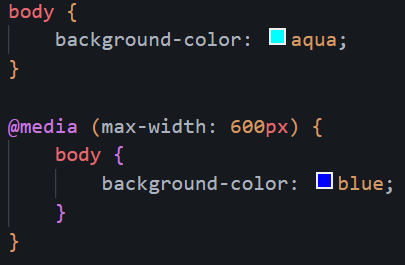 body {
background-color: aqua;
}
@media (max-width: 600px) {
body {
background-color: blue;
}
}